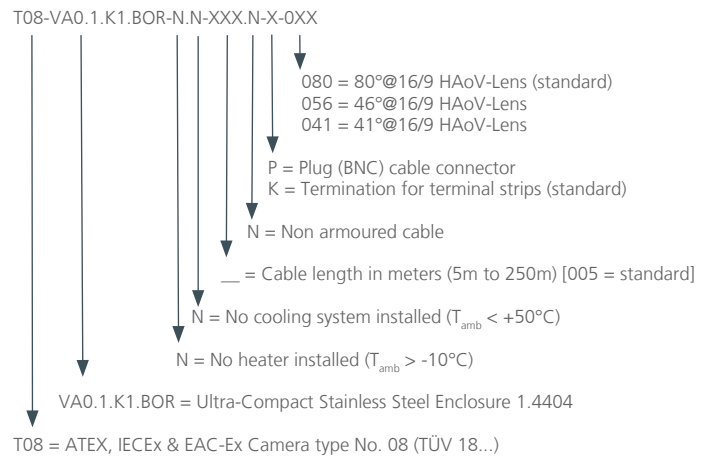 T08-VA0.1.K1.BOR-N.N-XXX.N-X-0XX
080 = 80°@16/9 HAoV-Lens (standard)
056 = 46°@16/9 HAoV-Lens
041 = 41°@16/9 HAoV-Lens
P = Plug (BNC) cable connector
K = Termination for terminal strips (standard)
N = Non armoured cable
__ = Cable length in meters (5m to 250m) [005 = standard]
N = No cooling system installed (Tamb < +50°C)
N = No heater installed (Tamb > -10°C)
VA0.1.K1.BOR = Ultra-Compact Stainless Steel Enclosure 1.4404
T08 = ATEX, IECEx & EAC-Ex Camera type No. 08 (TÜV 18...)